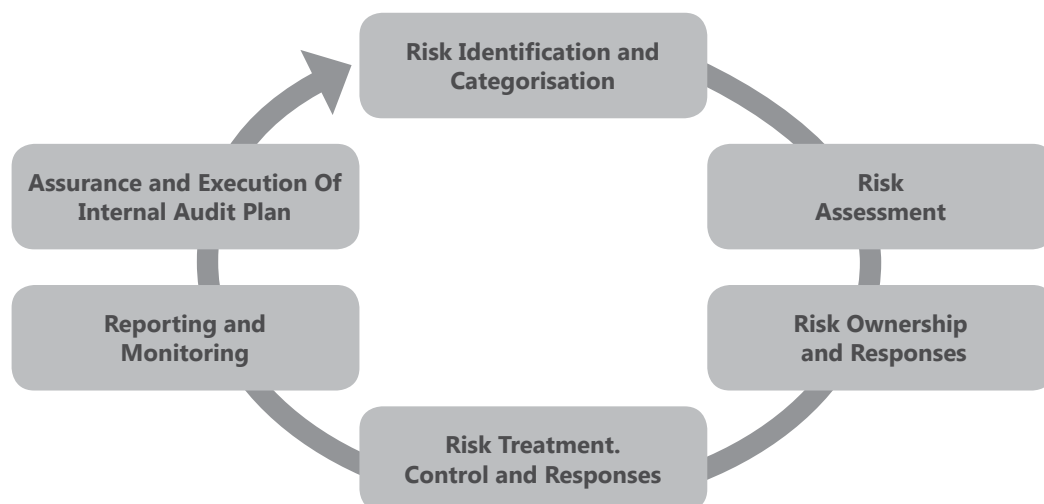 Risk Identification and
Categorisation
Risk
Assessment
Risk Ownership
and Responses
Risk Treatment.
Control and Responses
Reporting and
Monitoring
Assurance and Execution Of
Internal Audit Plan